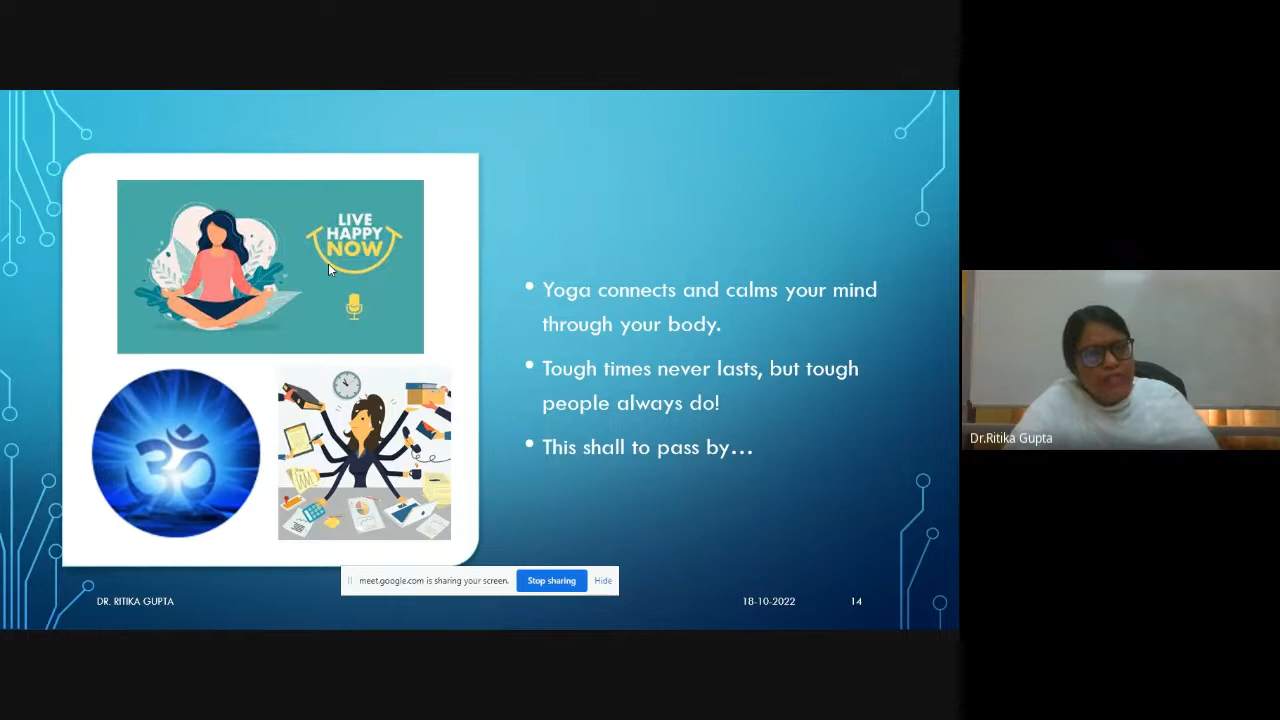 LIVE
HAPPY
NOW
ॐ
• Yoga connects and calms your mind
through your body.
• Tough times never lasts, but tough
people always do!
• This shall to pass by...
meet.google.com is sharing your screen. Stop sharing Hide
DR. RITIKA GUPTA 18-10-2022 14
Dr.Ritika Gupta